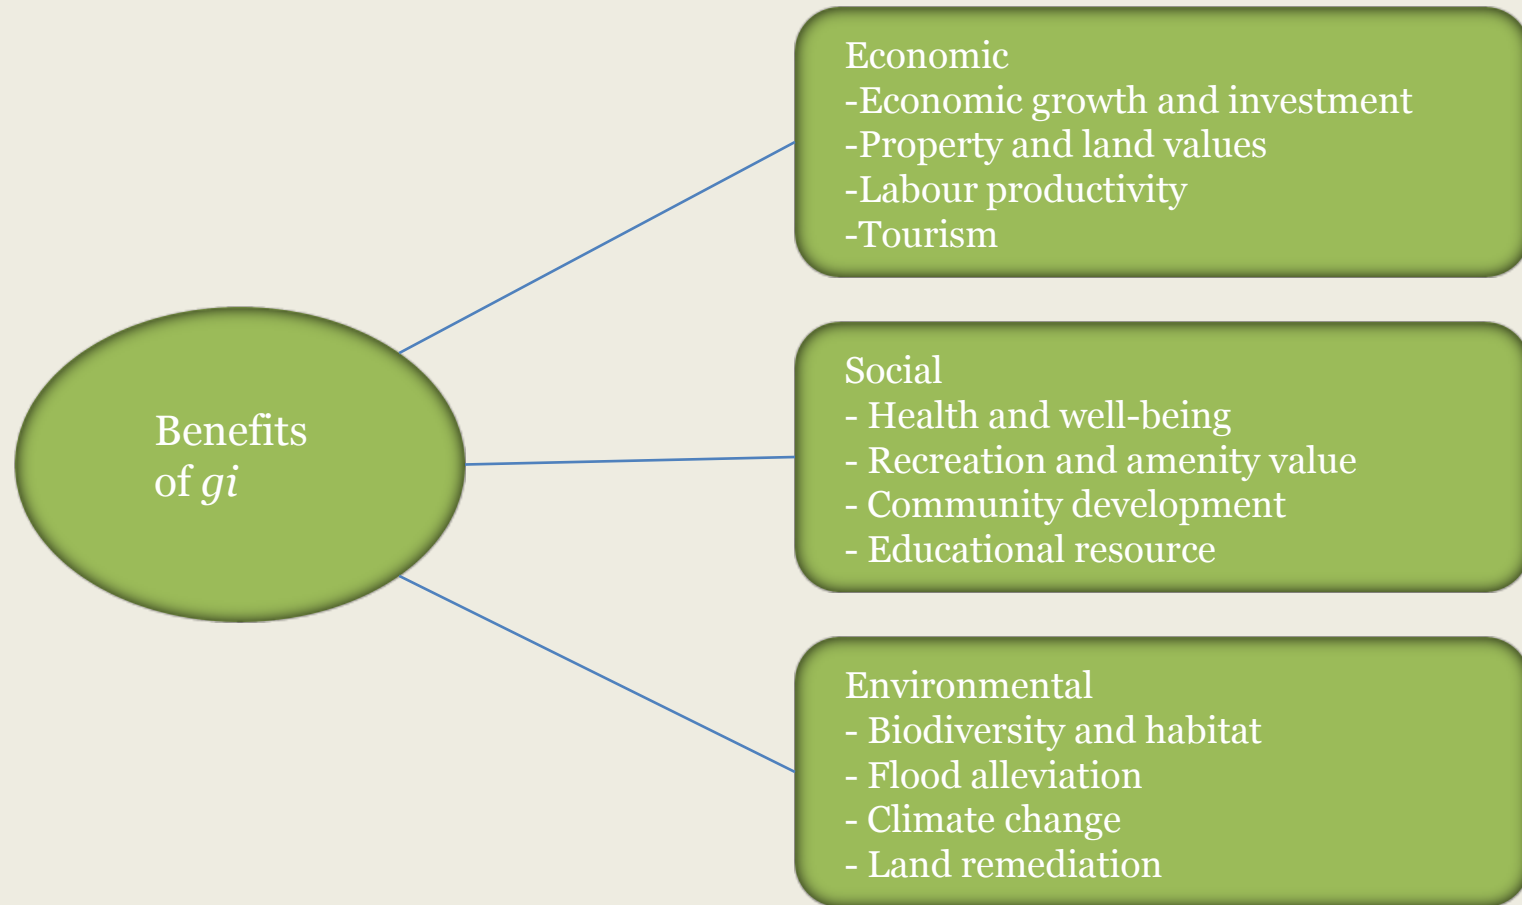 Benefits
of gi
Economic
-Economic growth and investment
-Property and land values
-Labour productivity
-Tourism
Social
- Health and well-being
- Recreation and amenity value
- Community development
- Educational resource
Environmental
- Biodiversity and habitat
- Flood alleviation
- Climate change
- Land remediation